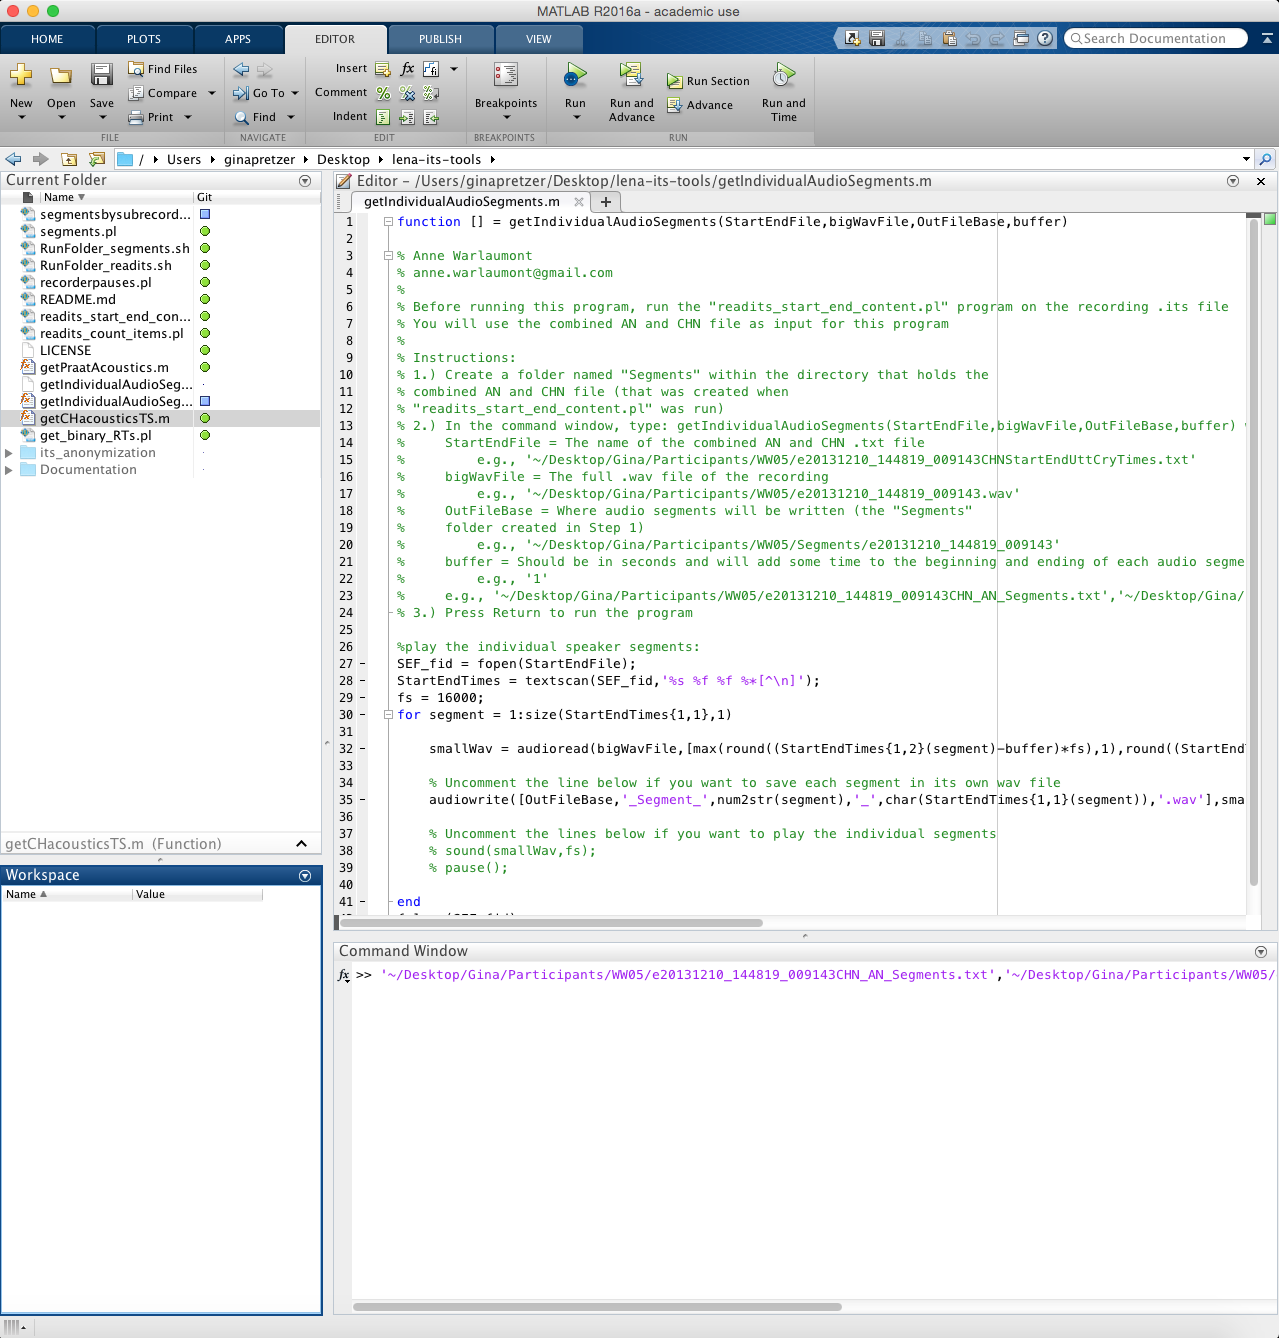 MATLAB R2016a - academic use
HOME PLOTS APPS EDITOR PUBLISH VIEW
Search Documentation
New Open Save
Find Files
Compare
Print
FILE
Go To
Find
NAVIGATE
Insert
Comment
Indent
EDIT
Breakpoints
BREAKPOINTS
Run
Run and Advance
Run Section
Advance
Run and Time
RUN
/ Users ginapretzer Desktop lena-its-tools
Current Folder
Name Git
segmentsbysubrecord...
segments.pl
RunFolder_segments.sh
RunFolder_readits.sh
recorderpauses.pl
README.md
readits_start_end_con...
readits_count_items.pl
LICENSE
getPraatAcoustics.m
getIndividualAudioSeg...
getIndividualAudioSeg...
getCHacousticsTS.m
get_binary_RTs.pl
its_anonymization
Documentation
getCHacousticsTS.m (Function)
Workspace
Name Value
Editor - /Users/ginapretzer/Desktop/lena-its-tools/getIndividualAudioSegments.m
getIndividualAudioSegments.m
1 function [] = getIndividualAudioSegments(StartEndFile,bigWavFile,OutFileBase,buffer)
2
3 % Anne Warlaumont
4 % anne.warlaumont@gmail.com
5 %
6 % Before running this program, run the "readits_start_end_content.pl" program on the recording .its file
7 % You will use the combined AN and CHN file as input for this program
8 %
9 % Instructions:
10 % 1.) Create a folder named "Segments" within the directory that holds the
11 % combined AN and CHN file (that was created when
12 % "readits_start_end_content.pl" was run)
13 % 2.) In the command window, type: getIndividualAudioSegments(StartEndFile,bigWavFile,OutFileBase,buffer)
14 % StartEndFile = The name of the combined AN and CHN .txt file
15 % e.g., '~/Desktop/Gina/Participants/WW05/e20131210_144819_009143CHNStartEndUttCryTimes.txt'
16 % bigWavFile = The full .wav file of the recording
17 % e.g., '~/Desktop/Gina/Participants/WW05/e20131210_144819_009143.wav'
18 % OutFileBase = Where audio segments will be written (the "Segments"
19 % folder created in Step 1)
20 % e.g., '~/Desktop/Gina/Participants/WW05/Segments/e20131210_144819_009143'
21 % buffer = Should be in seconds and will add some time to the beginning and ending of each audio segme
22 % e.g., '1'
23 % e.g., '~/Desktop/Gina/Participants/WW05/e20131210_144819_009143CHN_AN_Segments.txt','~/Desktop/Gina/
24 % 3.) Press Return to run the program
25
26 %play the individual speaker segments:
27 SEF_fid = fopen(StartEndFile);
28 StartEndTimes = textscan(SEF_fid,'%s %f %f %*[^\n]');
29 fs = 16000;
30 for segment = 1:size(StartEndTimes{1,1},1)
31
32 smallWav = audioread(bigWavFile,[max(round((StartEndTimes{1,2}(segment)-buffer)*fs),1),round((StartEnd
33
34 % Uncomment the line below if you want to save each segment in its own wav file
35 audiowrite([OutFileBase,'_Segment_',num2str(segment),'_',char(StartEndTimes{1,1}(segment)),'.wav'],sma
36
37 % Uncomment the lines below if you want to play the individual segments
38 % sound(smallWav,fs);
39 % pause();
40
41 end
Command Window
fx >> '~/Desktop/Gina/Participants/WW05/e20131210_144819_009143CHN_AN_Segments.txt','~/Desktop/Gina/Participants/WW05/